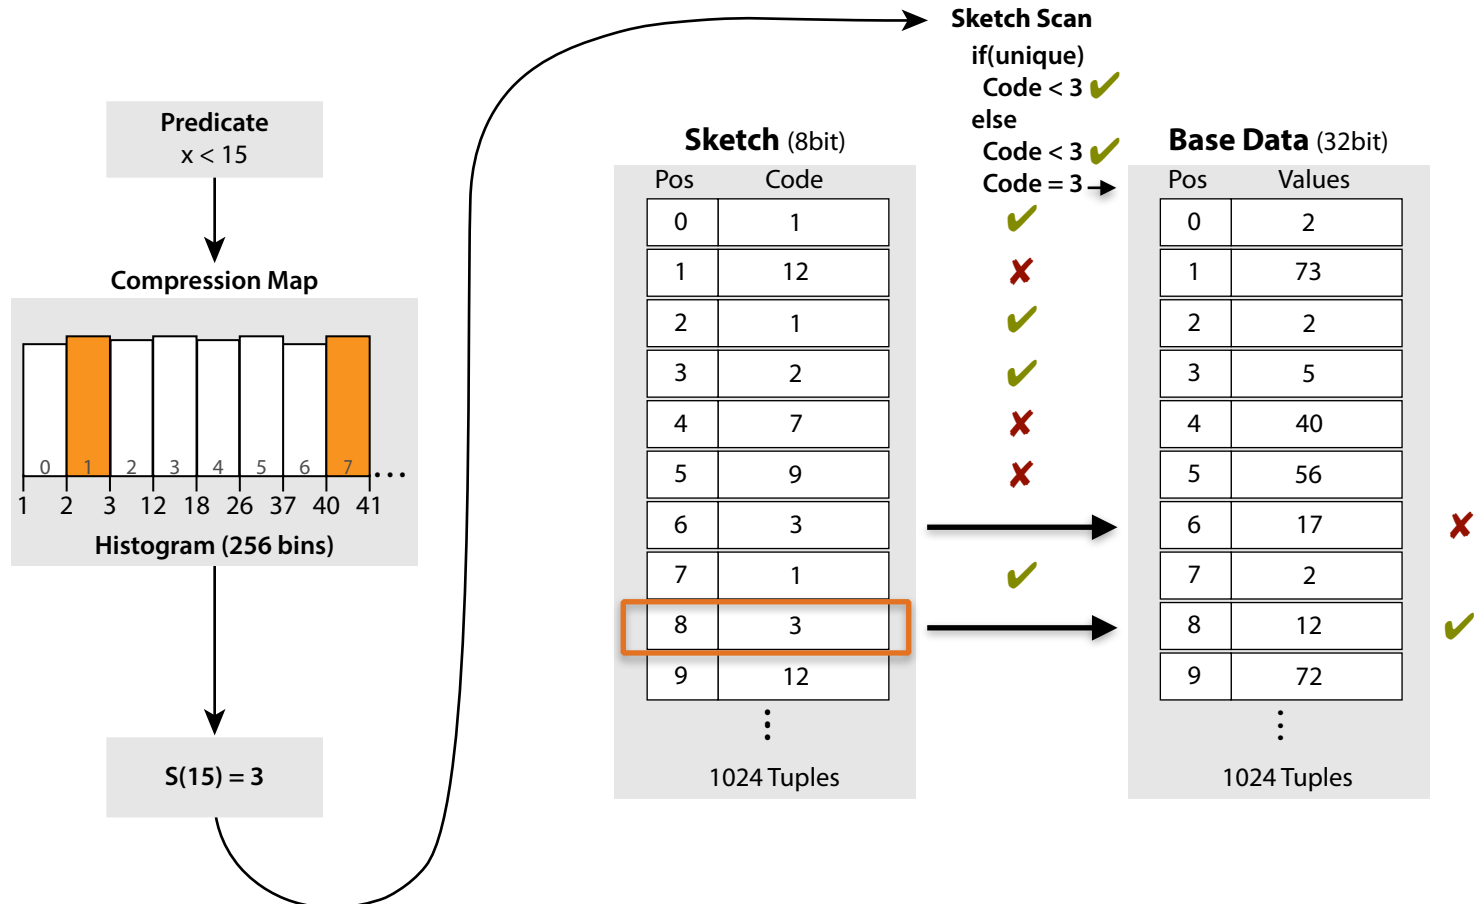 Predicate
x < 15
Compression Map
0 1 2 3 4 5 6 7 ...
1 2 3 12 18 26 37 40 41
Histogram (256 bins)
S(15) = 3
Sketch Scan
if(unique)
Code < 3 ✔
else
Code < 3 ✔
Code = 3
Sketch (8bit)
Pos Code
0 1 ✔
1 12 ✘
2 1 ✔
3 2 ✔
4 7 ✘
5 9 ✘
6 3
7 1 ✔
8 3
9 12
⋮
1024 Tuples
Base Data (32bit)
Pos Values
0 2
1 73
2 2
3 5
4 40
5 56
6 17 ✘
7 2
8 12 ✔
9 72
⋮
1024 Tuples